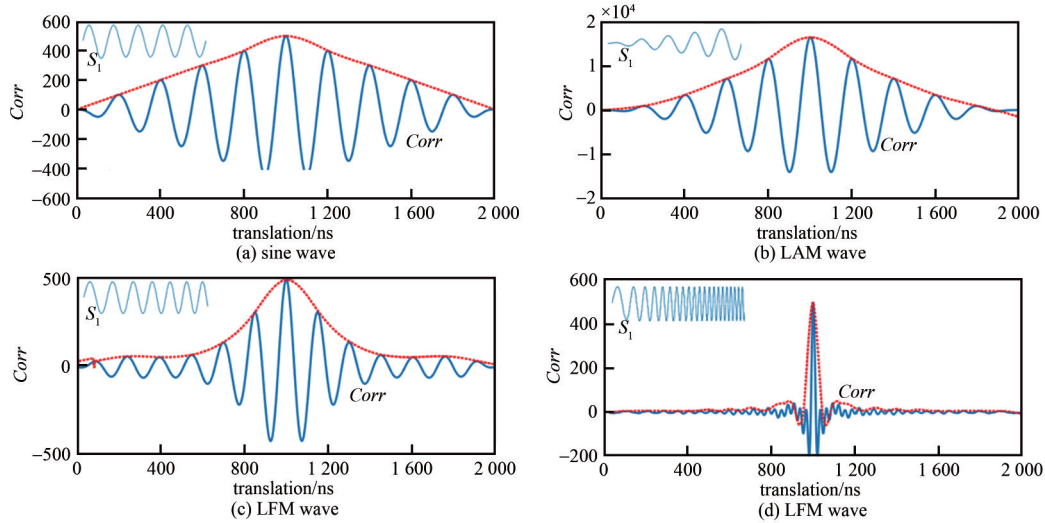 600
400
200
0
−200
−400
−600
Corr
S1
Corr
0
400
800
1 200
1 600
2 000
translation/ns
(a) sine wave
×10⁴
2
1
0
−1
−2
Corr
S1
Corr
0
400
800
1 200
1 600
2 000
translation/ns
(b) LAM wave
500
0
−500
Corr
S1
Corr
0
400
800
1 200
1 600
2 000
translation/ns
(c) LFM wave
600
400
200
0
−200
Corr
S1
Corr
0
400
800
1 200
1 600
2 000
translation/ns
(d) LFM wave